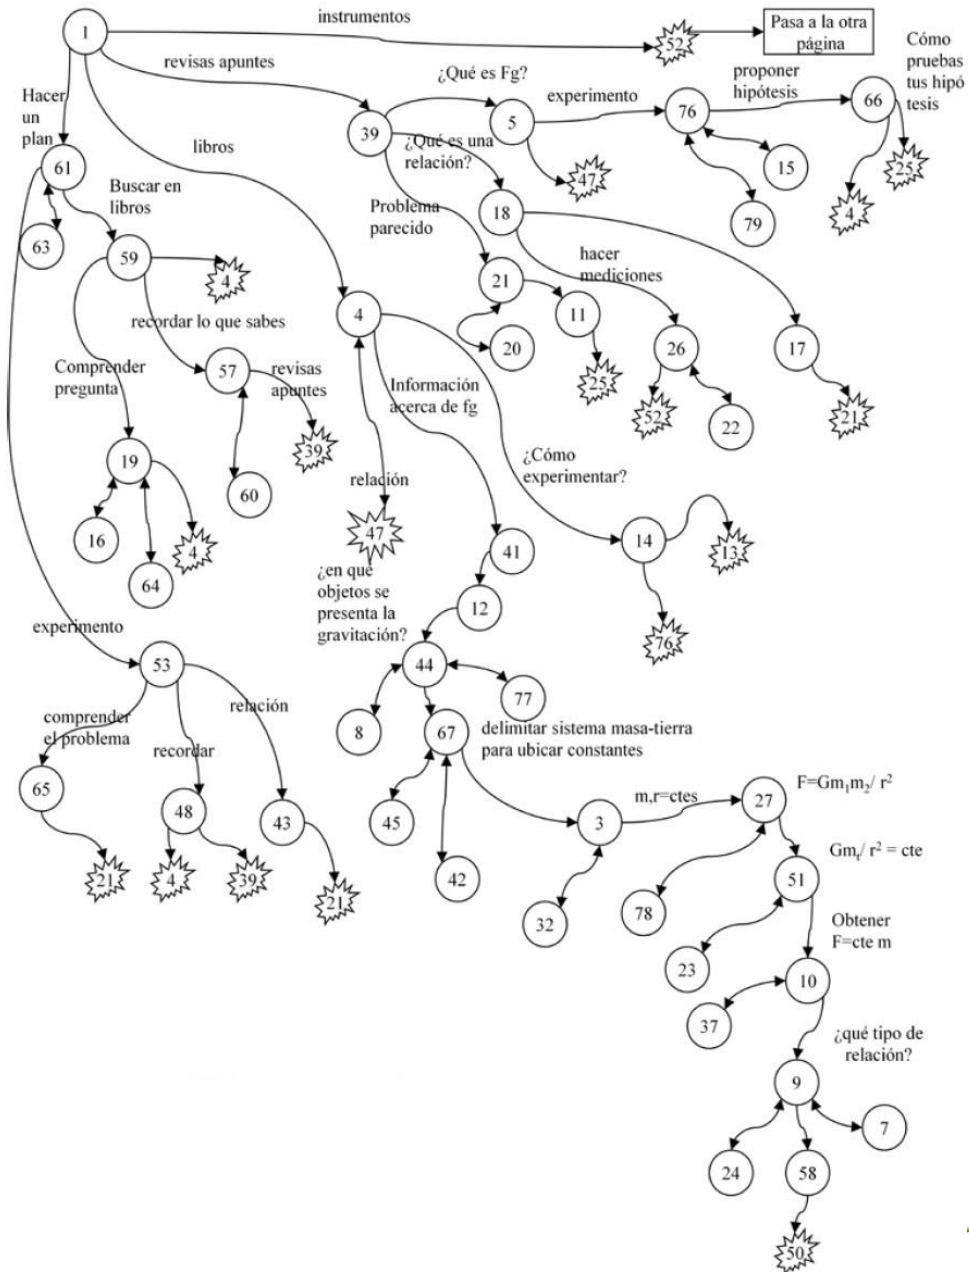 1
instrumentos
52
Pasa a la otra
página
revisas apuntes
Hacer
un
plan
libros
39
¿Qué es Fg?
5
experimento
76
proponer
hipótesis
66
Cómo
pruebas
tus hipó
tesis
15
79
4
25
47
¿Qué es una
relación?
18
Problema
parecido
21
20
11
25
hacer
mediciones
26
52
22
17
21
61
63
Buscar en
libros
59
4
recordar lo que sabes
57
revisas
apuntes
39
60
Comprender
pregunta
19
16
64
4
4
Información
acerca de fg
¿Cómo
experimentar?
relación
47
41
14
13
76
¿en que
objetos se
presenta la
gravitación?
12
44
8
77
67
delimitar sistema masa-tierra
para ubicar constantes
45
42
experimento
53
comprender
el problema
recordar
relación
65
48
43
21
4
39
21
3
m,r=ctes
27
F=Gm₁m₂/ r²
32
78
Gmₜ/ r² = cte
51
23
Obtener
F=cte m
10
37
¿qué tipo de
relación?
9
7
24
58
50